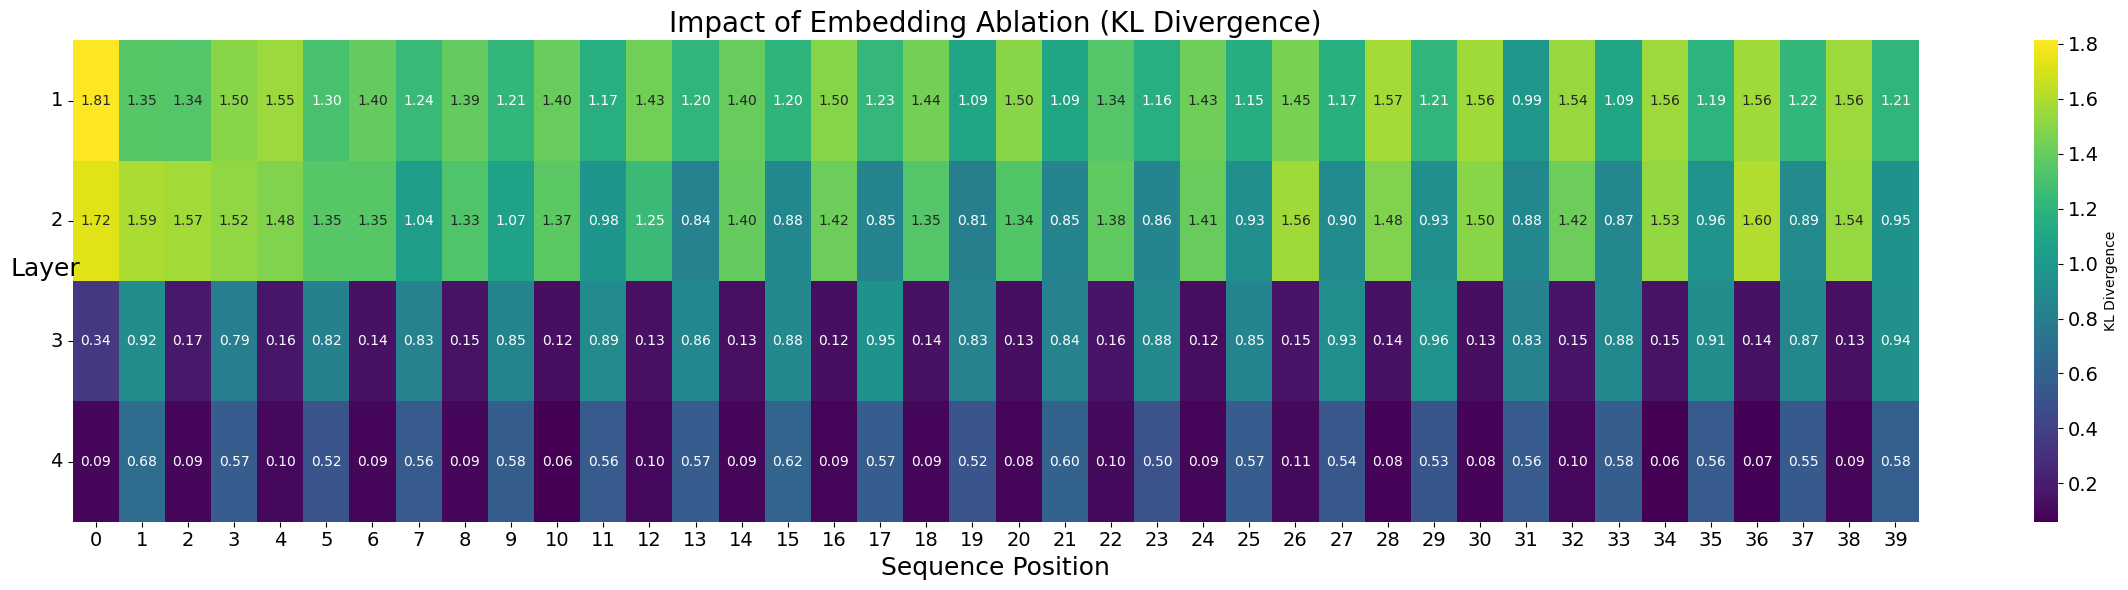 Impact of Embedding Ablation (KL Divergence)
1 1.81 1.35 1.34 1.50 1.55 1.30 1.40 1.24 1.39 1.21 1.40 1.17 1.43 1.20 1.40 1.20 1.50 1.23 1.44 1.09 1.50 1.09 1.34 1.16 1.43 1.15 1.45 1.17 1.57 1.21 1.56 0.99 1.54 1.09 1.56 1.19 1.56 1.22 1.56 1.21
2 1.72 1.59 1.57 1.52 1.48 1.35 1.35 1.04 1.33 1.07 1.37 0.98 1.25 0.84 1.40 0.88 1.42 0.85 1.35 0.81 1.34 0.85 1.38 0.86 1.41 0.93 1.56 0.90 1.48 0.93 1.50 0.88 1.42 0.87 1.53 0.96 1.60 0.89 1.54 0.95
Layer
3 0.34 0.92 0.17 0.79 0.16 0.82 0.14 0.83 0.15 0.85 0.12 0.89 0.13 0.86 0.13 0.88 0.12 0.95 0.14 0.83 0.13 0.84 0.16 0.88 0.12 0.85 0.15 0.93 0.14 0.96 0.13 0.83 0.15 0.88 0.15 0.91 0.14 0.87 0.13 0.94
4 0.09 0.68 0.09 0.57 0.10 0.52 0.09 0.56 0.09 0.58 0.06 0.56 0.10 0.57 0.09 0.62 0.09 0.57 0.09 0.52 0.08 0.60 0.10 0.50 0.09 0.57 0.11 0.54 0.08 0.53 0.08 0.56 0.10 0.58 0.06 0.56 0.07 0.55 0.09 0.58
0 1 2 3 4 5 6 7 8 9 10 11 12 13 14 15 16 17 18 19 20 21 22 23 24 25 26 27 28 29 30 31 32 33 34 35 36 37 38 39
Sequence Position
1.8
1.6
1.4
1.2
1.0
0.8
0.6
0.4
0.2
KL Divergence